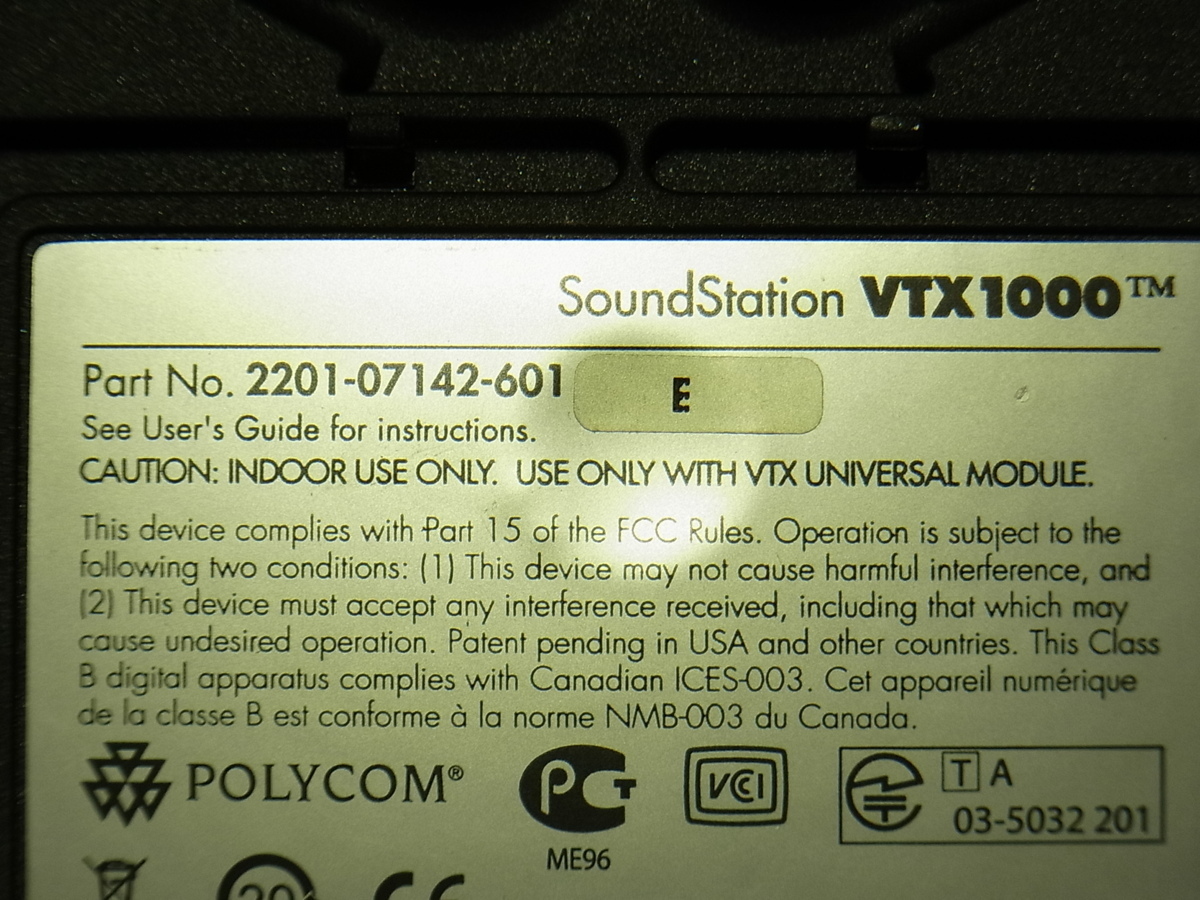 SoundStation VTX1000™
Part No. 2201-07142-601 E
See User's Guide for instructions.
CAUTION: INDOOR USE ONLY. USE ONLY WITH VTX UNIVERSAL MODULE.
This device complies with Part 15 of the FCC Rules. Operation is subject to the
following two conditions: (1) This device may not cause harmful interference, and
(2) This device must accept any interference received, including that which may
cause undesired operation. Patent pending in USA and other countries. This Class
B digital apparatus complies with Canadian ICES-003. Cet appareil numérique
de la classe B est conforme à la norme NMB-003 du Canada.
POLYCOM® PCT VCI T A
03-5032 201
ME96
20 CE